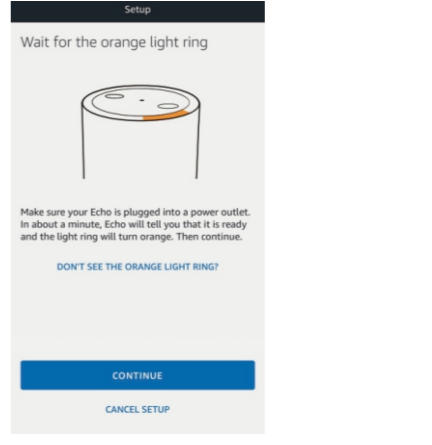 Setup
Wait for the orange light ring
Make sure your Echo is plugged into a power outlet.
In about a minute, Echo will tell you that it is ready
and the light ring will turn orange. Then continue.
DON'T SEE THE ORANGE LIGHT RING?
CONTINUE
CANCEL SETUP